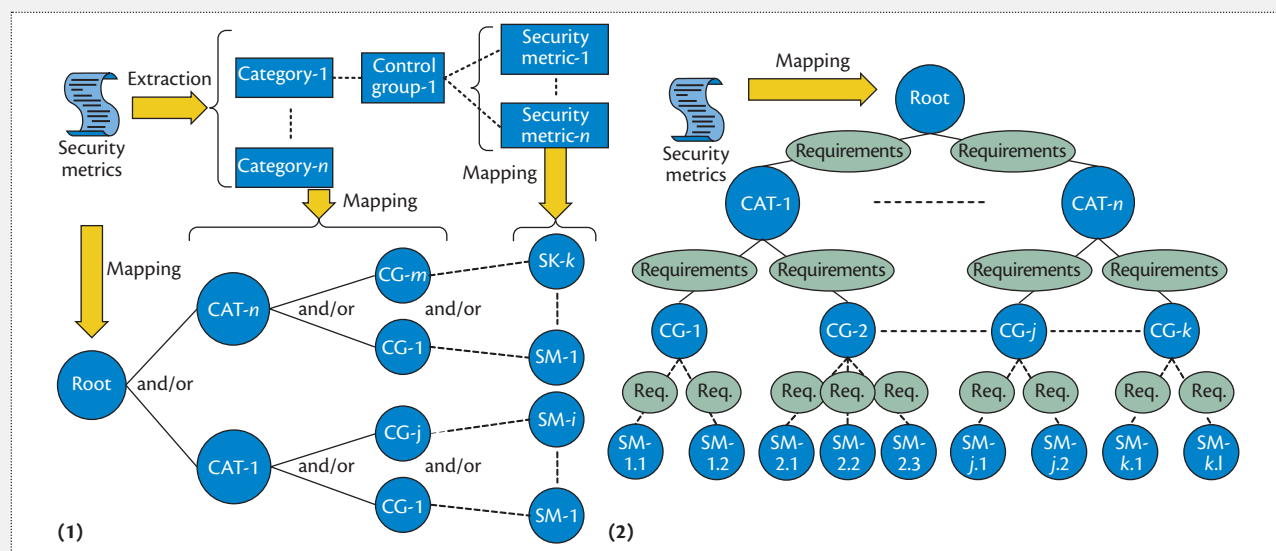 Extraction
Security
metrics
Category-1
Category-n
Control
group-1
Security
metric-1
Security
metric-n
Mapping
Mapping
Mapping
Root
and/or
CAT-n
and/or
CG-m
and/or
CG-1
SK-k
SM-1
CAT-1
and/or
CG-j
and/or
CG-1
SM-i
SM-1
(1)
Mapping
Security
metrics
Root
Requirements
Requirements
CAT-1
CAT-n
Requirements
Requirements
Requirements
Requirements
CG-1
CG-2
CG-j
CG-k
Req.
Req.
Req.
Req.
Req.
Req.
Req.
Req.
Req.
SM-
1.1
SM-
1.2
SM-
2.1
SM-
2.2
SM-
2.3
SM-
j.1
SM-
j.2
SM-
k.1
SM-
k.l
(2)